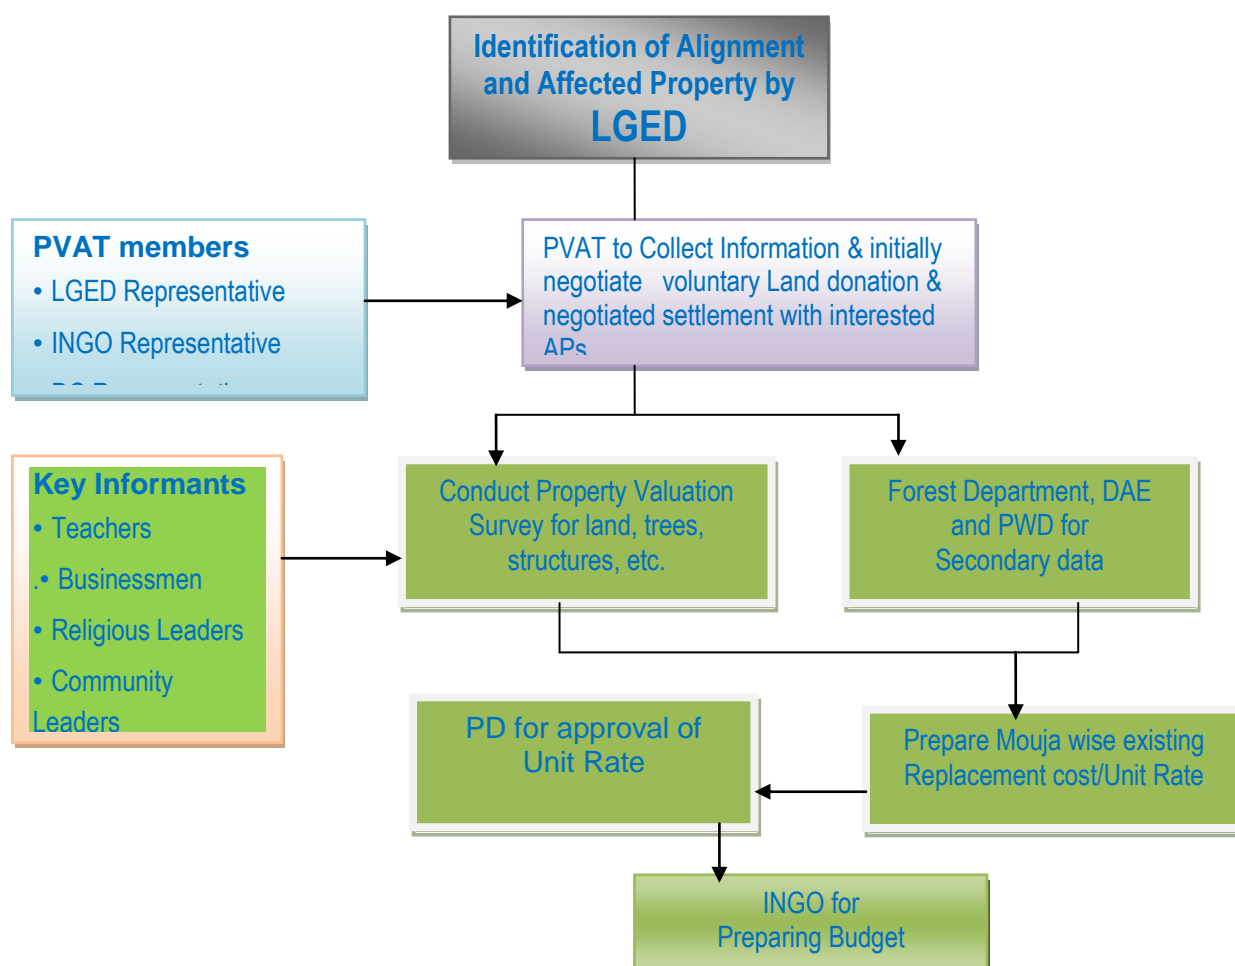 Identification of Alignment
and Affected Property by
LGED
PVAT members
• LGED Representative
• INGO Representative
PVAT to Collect Information & initially
negotiate voluntary Land donation &
negotiated settlement with interested
APs
Key Informants
• Teachers
.• Businessmen
• Religious Leaders
• Community
Leaders
Conduct Property Valuation
Survey for land, trees,
structures, etc.
Forest Department, DAE
and PWD for
Secondary data
PD for approval of
Unit Rate
Prepare Mouja wise existing
Replacement cost/Unit Rate
INGO for
Preparing Budget